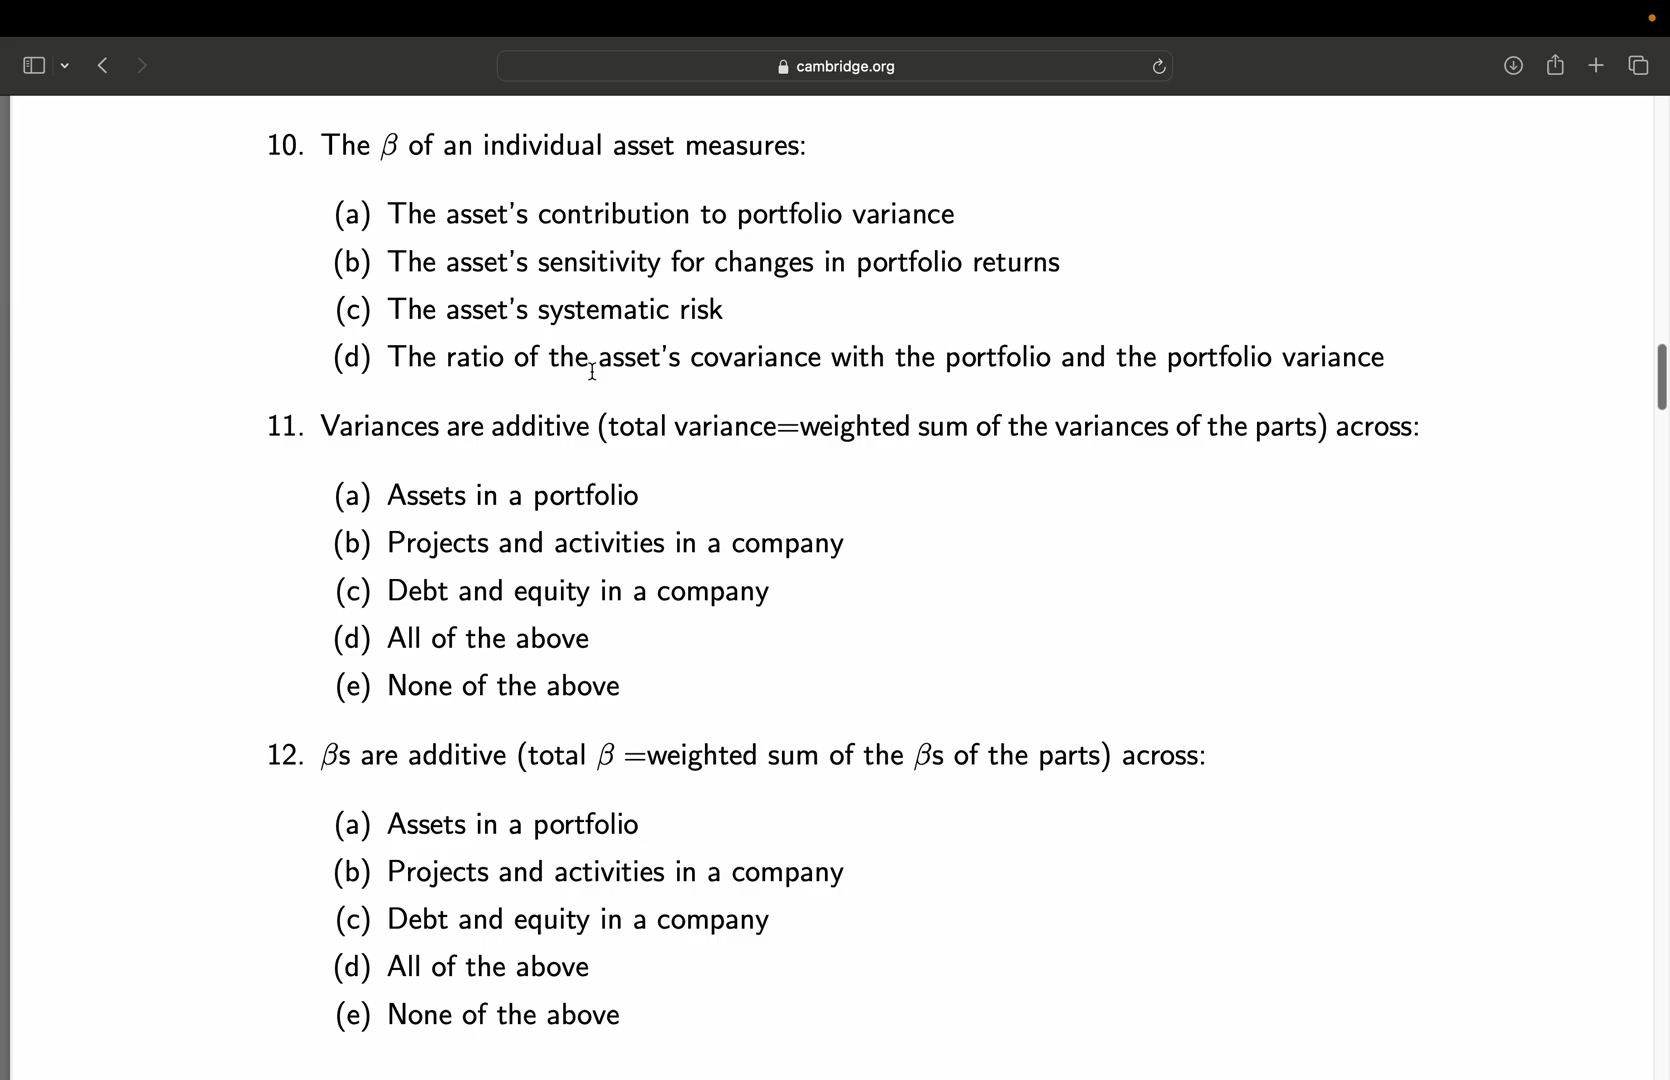 cambridge.org
10. The β of an individual asset measures:
(a) The asset's contribution to portfolio variance
(b) The asset's sensitivity for changes in portfolio returns
(c) The asset's systematic risk
(d) The ratio of the asset's covariance with the portfolio and the portfolio variance
11. Variances are additive (total variance=weighted sum of the variances of the parts) across:
(a) Assets in a portfolio
(b) Projects and activities in a company
(c) Debt and equity in a company
(d) All of the above
(e) None of the above
12. βs are additive (total β =weighted sum of the βs of the parts) across:
(a) Assets in a portfolio
(b) Projects and activities in a company
(c) Debt and equity in a company
(d) All of the above
(e) None of the above